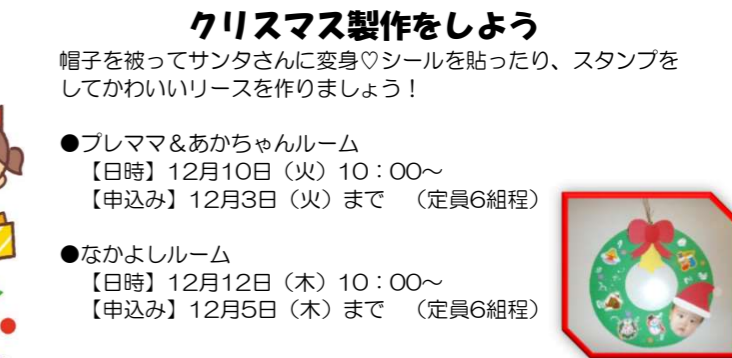 クリスマス製作をしよう
帽子を被ってサンタさんに変身♡シールを貼ったり、スタンプを
してかわいいリースを作りましょう！
●プレママ＆あかちゃんルーム
【日時】12月10日（火）10：00～
【申込み】12月3日（火）まで　（定員6組程）
●なかよしルーム
【日時】12月12日（木）10：00～
【申込み】12月5日（木）まで　（定員6組程）